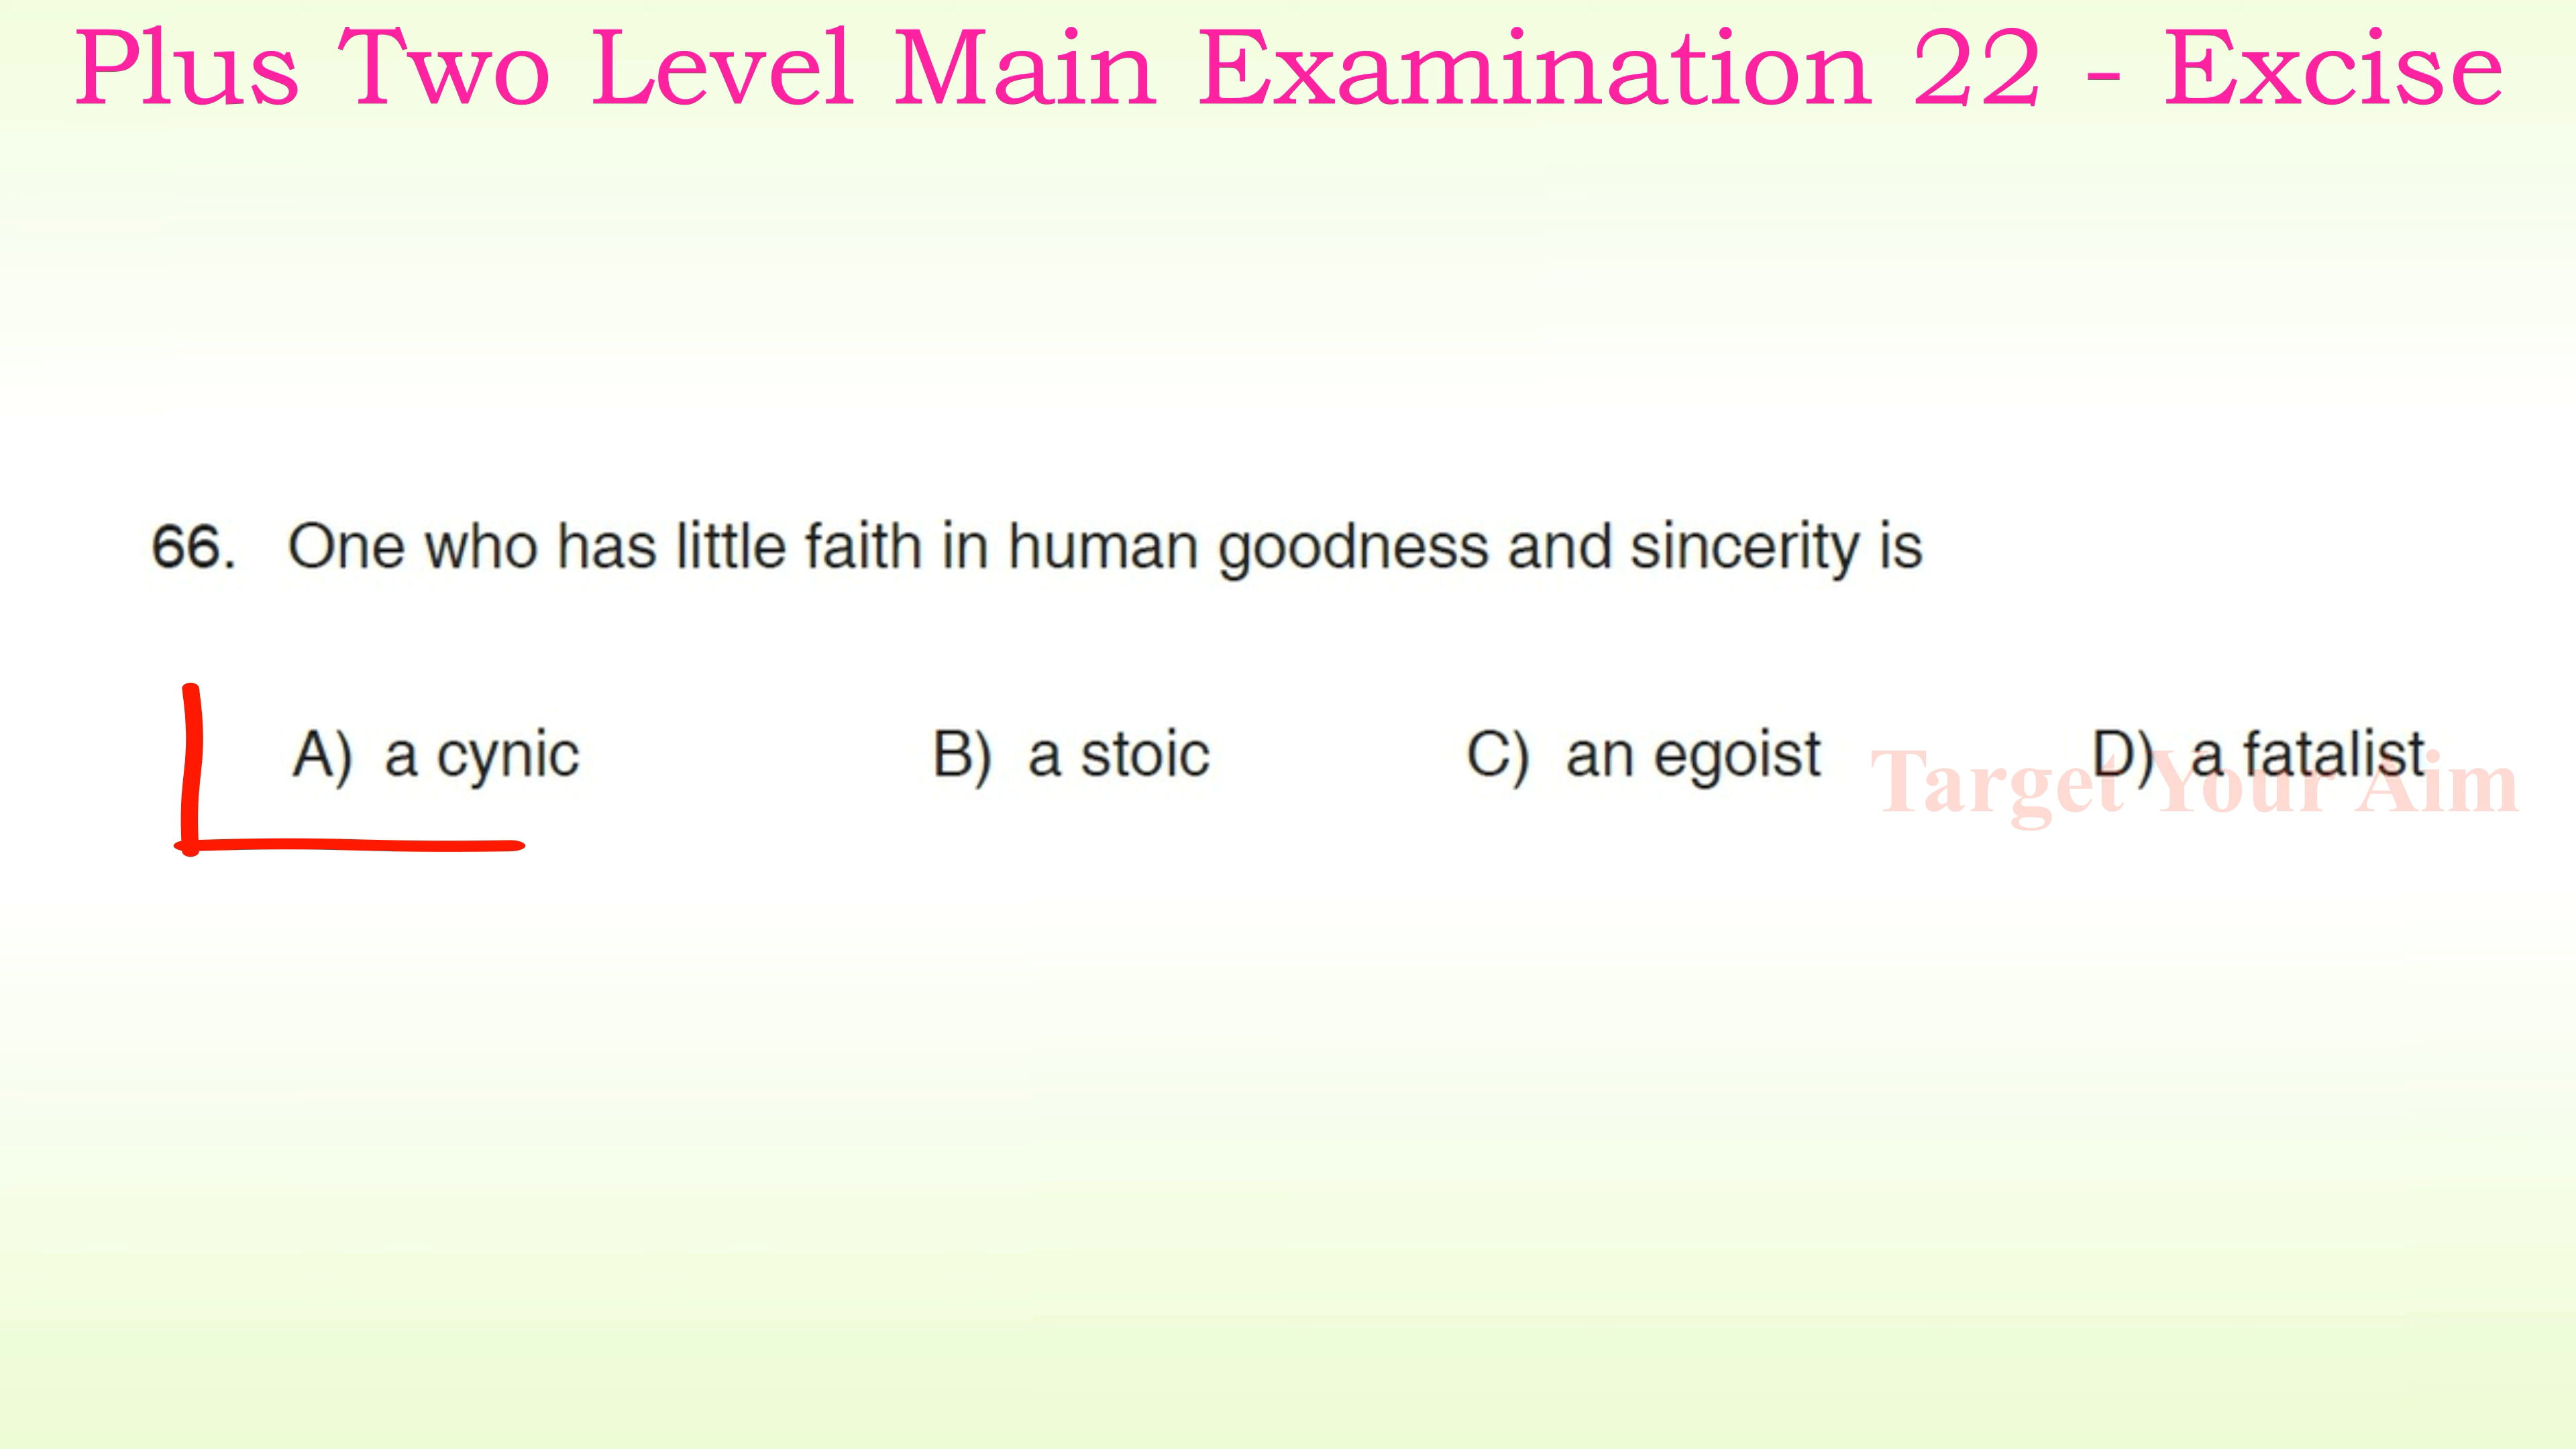 Plus Two Level Main Examination 22 - Excise
66. One who has little faith in human goodness and sincerity is
A) a cynic B) a stoic C) an egoist D) a fatalist
Target Your Aim